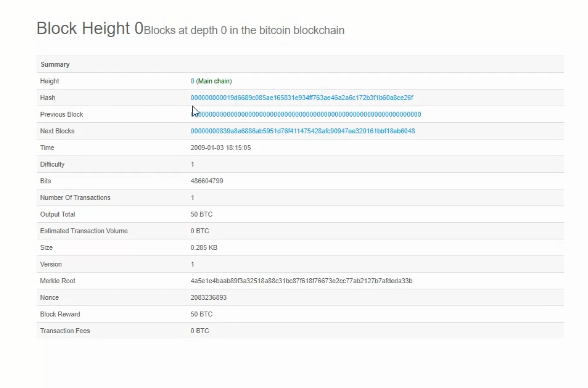 Block Height 0 Blocks at depth 0 in the bitcoin blockchain
Summary
Height 0 (Main chain)
Hash 000000000019d6689c085ae165831e934ff763ae46a2a6c172b3f1b60a8ce26f
Previous Block 0000000000000000000000000000000000000000000000000000000000000000
Next Blocks 00000000839a8e6886ab5951d76f411475428afc90947ee320161bbf18eb6048
Time 2009-01-03 18:15:05
Difficulty 1
Bits 486604799
Number Of Transactions 1
Output Total 50 BTC
Estimated Transaction Volume 0 BTC
Size 0.285 KB
Version 1
Merkle Root 4a5e1e4baab89f3a32518a88c31bc87f618f76673e2cc77ab2127b7afdeda33b
Nonce 2083236893
Block Reward 50 BTC
Transaction Fees 0 BTC